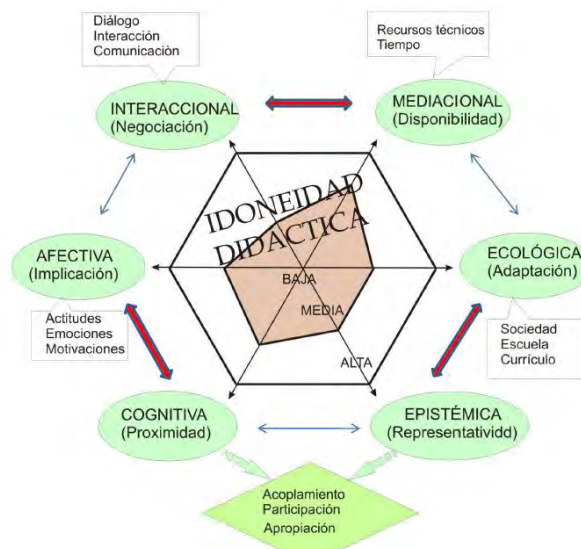 Diálogo
Interacción
Comunicación
Recursos técnicos
Tiempo
INTERACCIONAL
(Negociación)
MEDIACIONAL
(Disponibilidad)
IDONEIDAD
DIDACTICA
AFECTIVA
(Implicación)
ECOLÓGICA
(Adaptación)
BAJA
MEDIA
ALTA
Actitudes
Emociones
Motivaciones
Sociedad
Escuela
Currículo
COGNITIVA
(Proximidad)
EPISTÉMICA
(Representatividd)
Acoplamiento
Participación
Apropiación